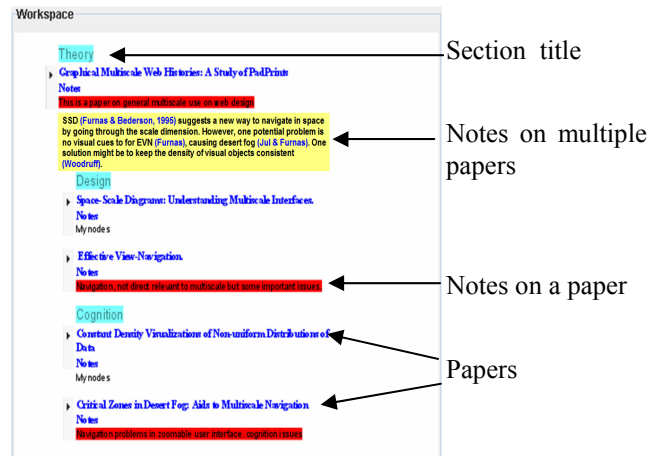 Workspace
Theory
Section title
Graphical Multiscale Web Histories: A Study of PadPrints
Notes
This is a paper on general multiscale use on web design
SSD (Furnas & Bederson, 1995) suggests a new way to navigate in space
by going through the scale dimension. However, one potential problem is
no visual cues to for EVN (Furnas), causing desert fog (Jul & Furnas). One
solution might be to keep the density of visual objects consistent
(Woodruff).
Notes on multiple
papers
Design
Space-Scale Diagrams: Understanding Multiscale Interfaces.
Notes
My nodes
Effective View-Navigation.
Notes
Navigation, not direct relevant to multiscale but some important issues.
Notes on a paper
Cognition
Constant Density Visualizations of Non-uniform Distributions of
Data
Notes
My nodes
Papers
Critical Zones in Desert Fog: Aids to Multiscale Navigation
Notes
Navigation problems in zoomable user interface, cognition issues